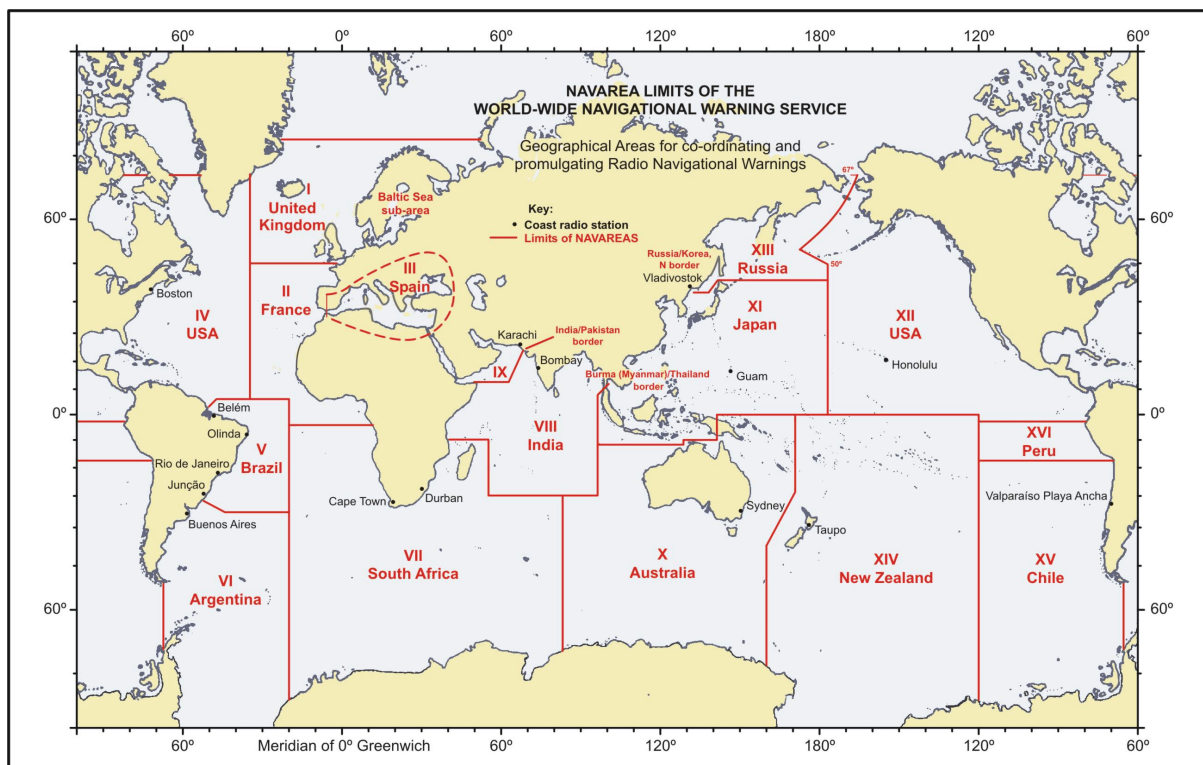 60º 0º 60º 120º 180º 120º 60º
NAVAREA LIMITS OF THE
WORLD-WIDE NAVIGATIONAL WARNING SERVICE
Geographical Areas for co-ordinating and
promulgating Radio Navigational Warnings
67º
I
United
Kingdom
Baltic Sea
sub-area
Key:
Coast radio station
Limits of NAVAREAS
60º
60º
XIII
Russia
Russia/Korea,
N border
Vladivostok
50º
III
Spain
II
France
Boston
IV
USA
XI
Japan
XII
USA
Karachi
India/Pakistan
border
Bombay
Honolulu
IX
Burma (Myanmar)/Thailand
border
Guam
0º
0º
Belém
Olinda
V
Brazil
VIII
India
XVI
Peru
Rio de Janeiro
Junção
Buenos Aires
Cape Town
Durban
Sydney
Taupo
Valparaíso Playa Ancha
VII
South Africa
X
Australia
XIV
New Zealand
XV
Chile
VI
Argentina
60º
60º
60º Meridian of 0º Greenwich 60º 120º 180º 120º 60º